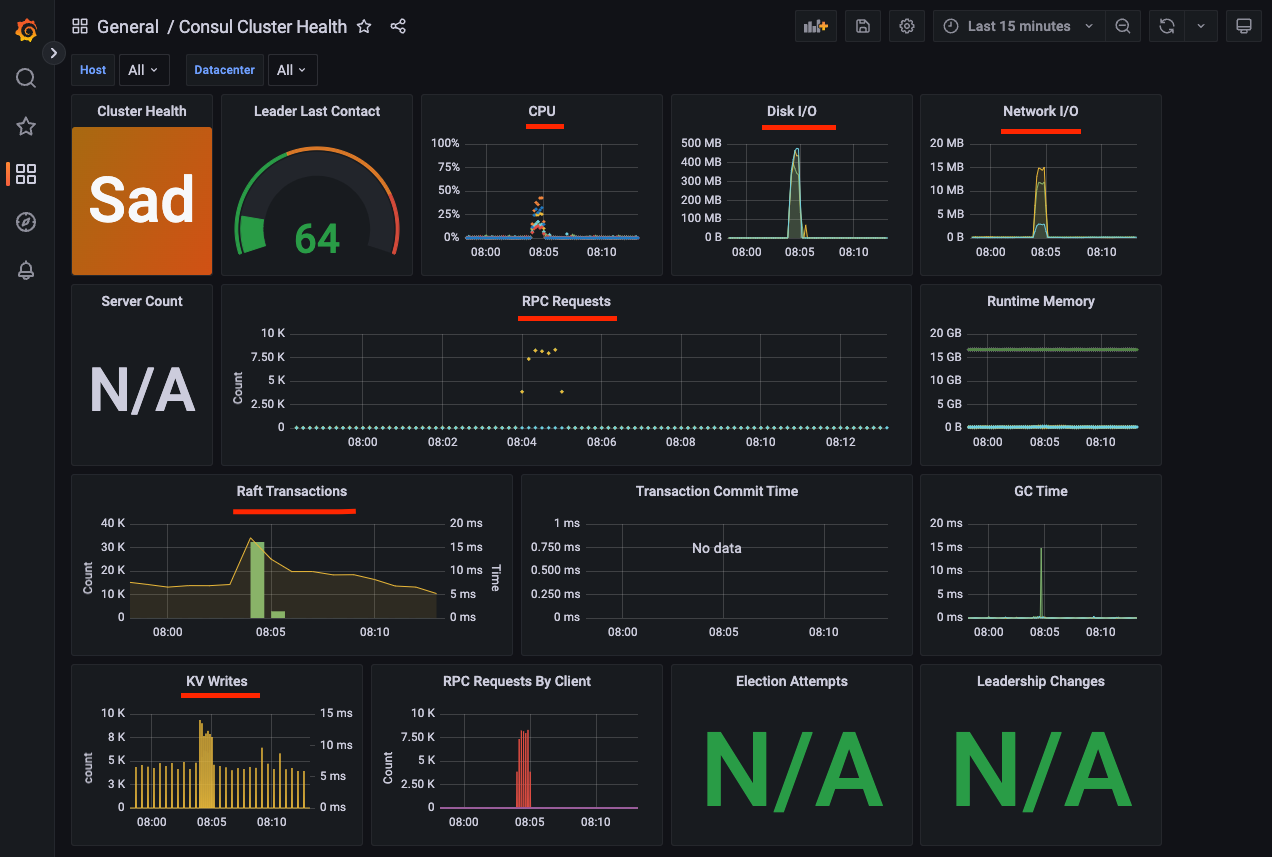 General / Consul Cluster Health
Last 15 minutes
Host All Datacenter All
Cluster Health
Sad
Leader Last Contact
64
CPU
100%
75%
50%
25%
0%
08:00 08:05 08:10
Disk I/O
500 MB
400 MB
300 MB
200 MB
100 MB
0 B
08:00 08:05 08:10
Network I/O
20 MB
15 MB
10 MB
5 MB
0 B
08:00 08:05 08:10
Server Count
N/A
RPC Requests
Count
10 K
7.50 K
5 K
2.50 K
0
08:00 08:02 08:04 08:06 08:08 08:10 08:12
Runtime Memory
20 GB
15 GB
10 GB
5 GB
0 B
08:00 08:05 08:10
Raft Transactions
Count
40 K
30 K
20 K
10 K
0
20 ms
15 ms
10 ms
5 ms
0 ms
Time
08:00 08:05 08:10
Transaction Commit Time
1 ms
0.750 ms
0.500 ms
0.250 ms
0 ms
No data
08:00 08:05 08:10
GC Time
20 ms
15 ms
10 ms
5 ms
0 ms
08:00 08:05 08:10
KV Writes
count
10 K
8 K
5 K
3 K
0
15 ms
10 ms
5 ms
0 ms
08:00 08:05 08:10
RPC Requests By Client
Count
10 K
7.50 K
5 K
2.50 K
0
08:00 08:05 08:10
Election Attempts
N/A
Leadership Changes
N/A